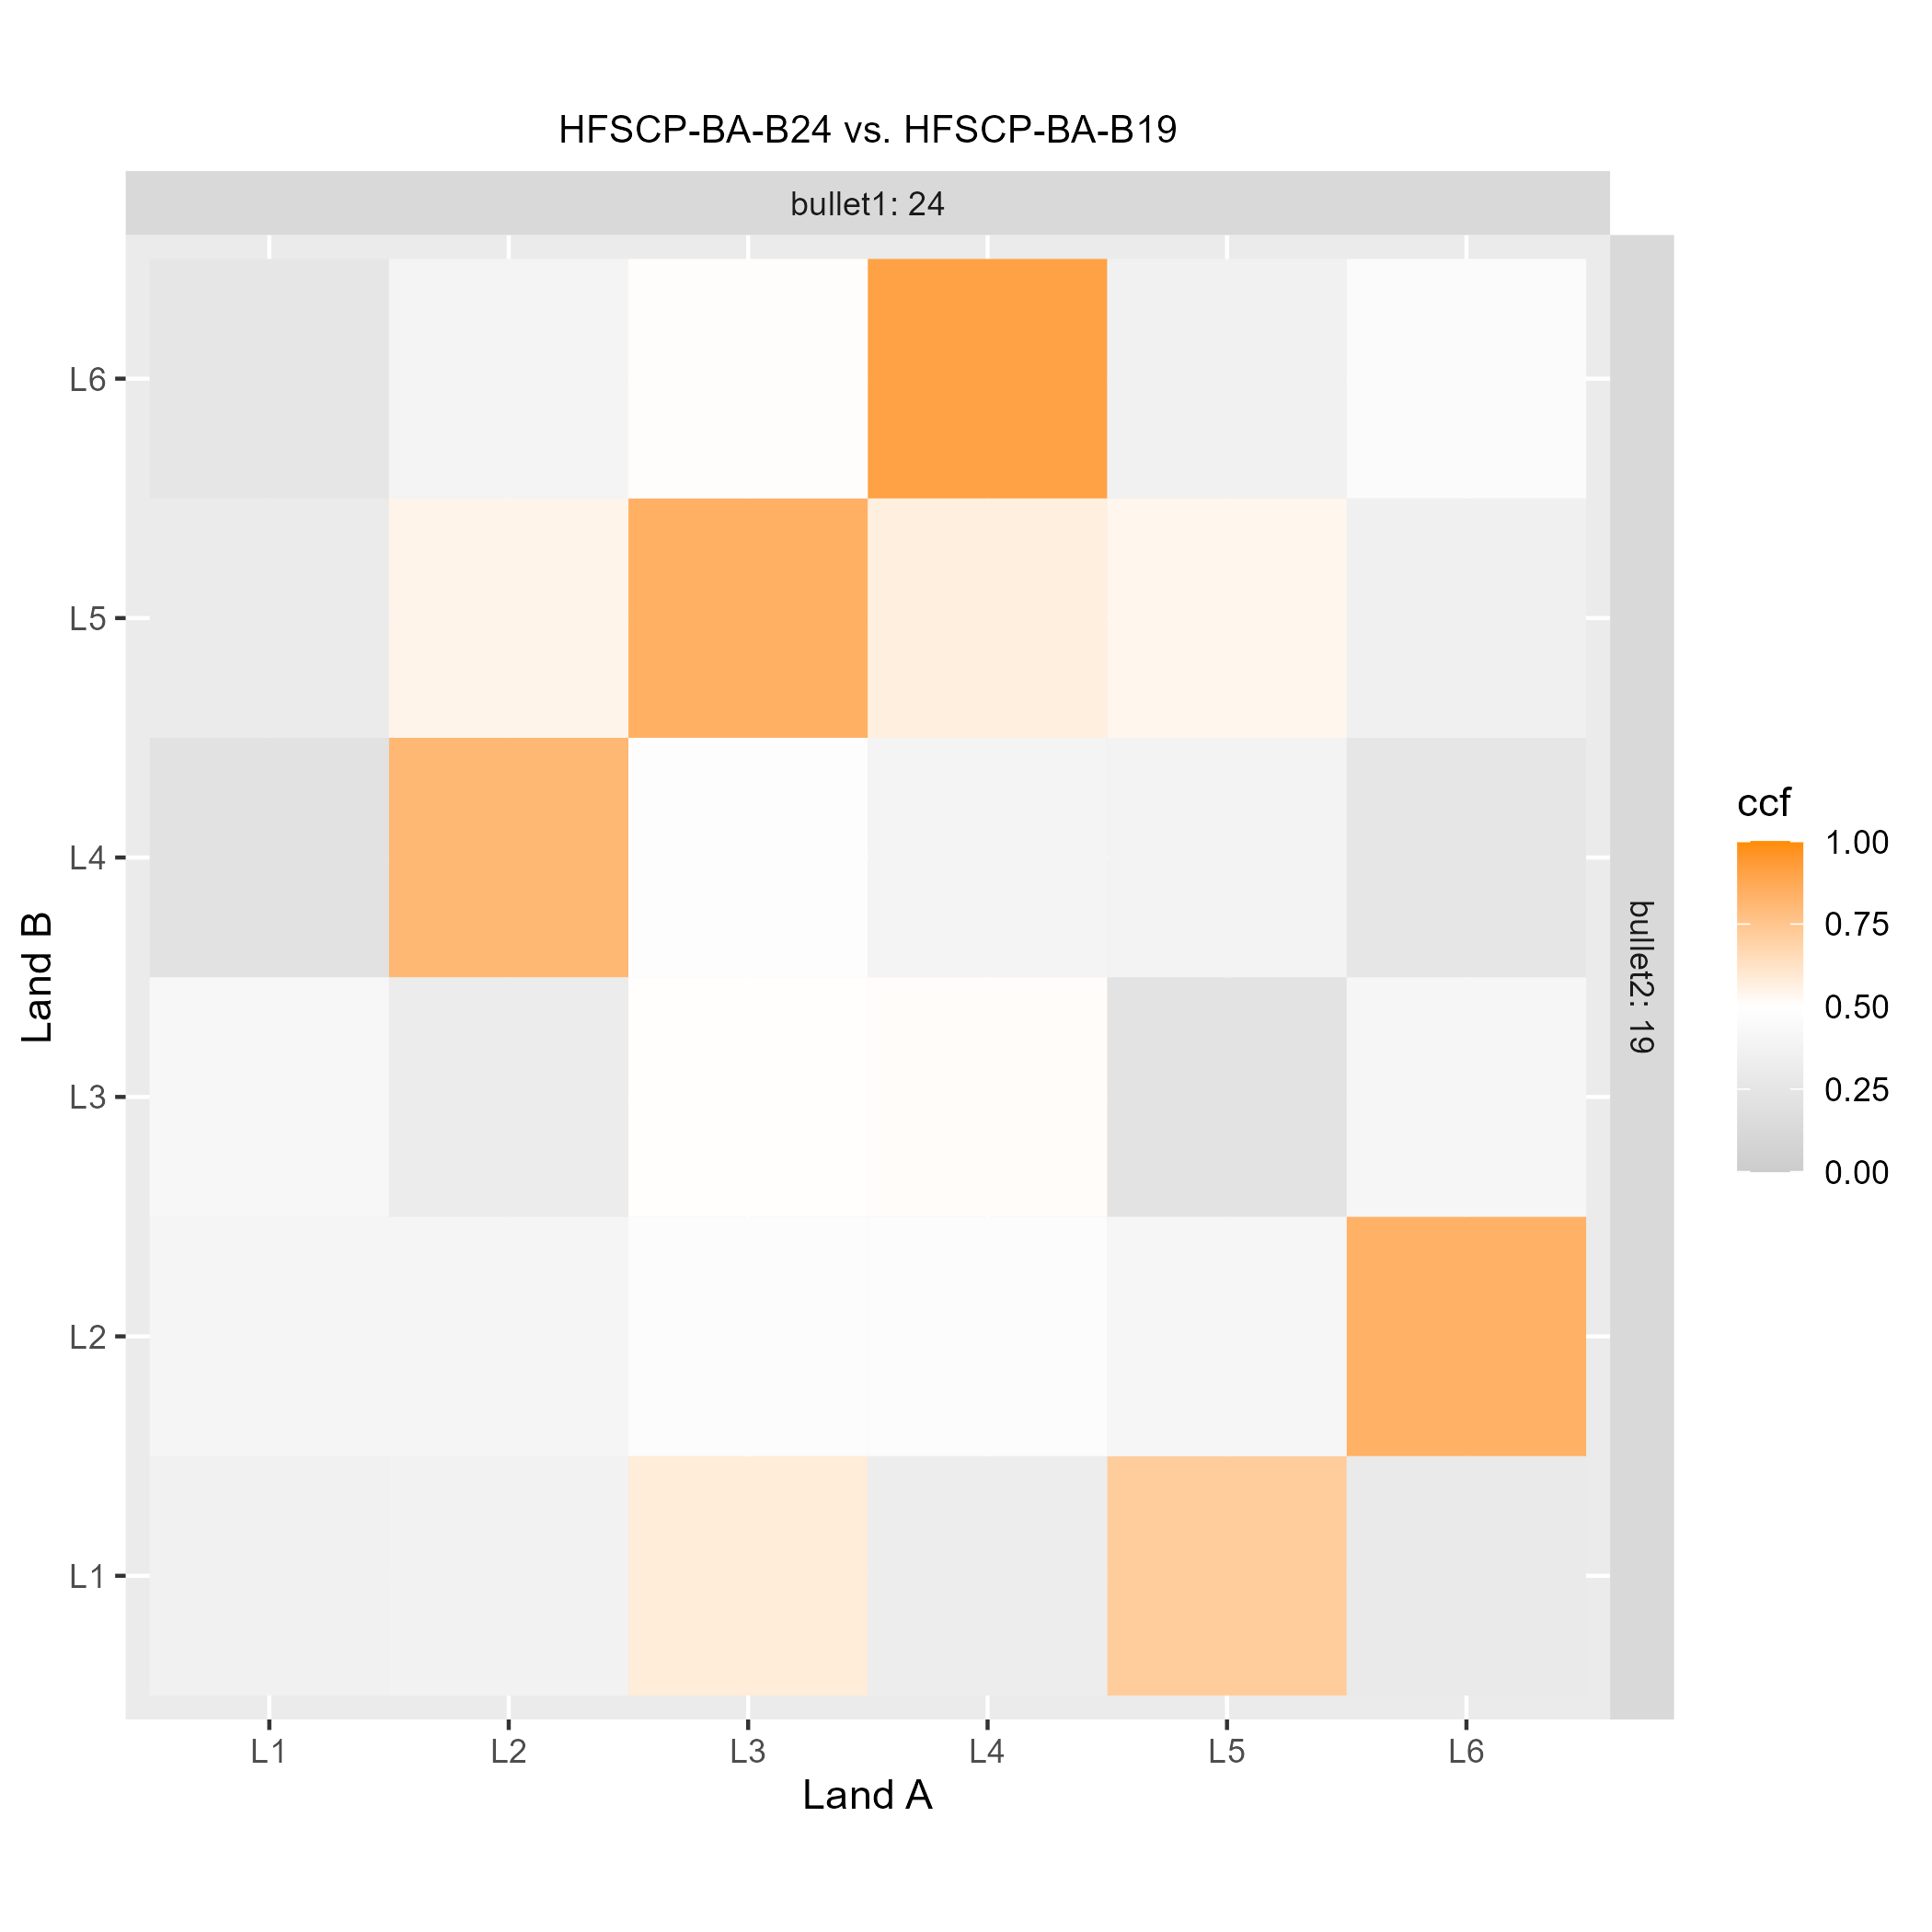 HFSCP-BA-B24 vs. HFSCP-BA-B19
bullet1: 24
L6
L5
L4
L3
L2
L1
Land B
bullet2: 19
ccf
1.00
0.75
0.50
0.25
0.00
L1 L2 L3 L4 L5 L6
Land A